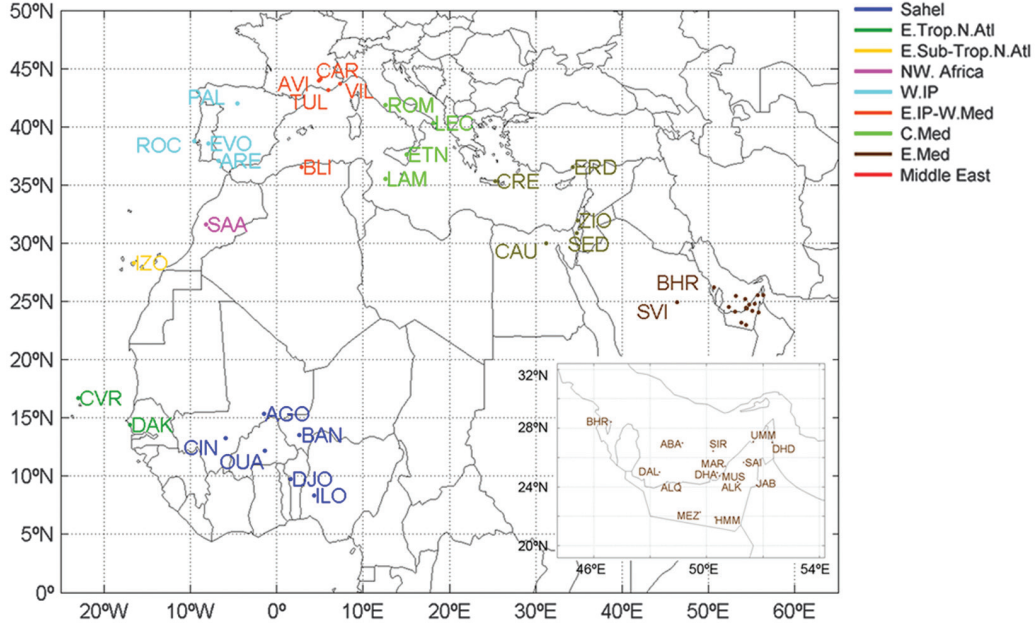 50ºN
45ºN
40ºN
35ºN
30ºN
25ºN
20ºN
15ºN
10ºN
5ºN
0º
20ºW
10ºW
0º
10ºE
20ºE
30ºE
40ºE
50ºE
60ºE
CAR
AVI
VIL
TUL
PAL
ROM
LEC
ROC
EVO
ARE
ETN
BLI
LAM
CRE
ERD
SAA
ZIO
SED
CAU
IZO
BHR
SVI
CVR
DAK
AGO
CIN
BAN
OUA
DJO
ILO
32ºN
28ºN
24ºN
20ºN
46ºE
50ºE
54ºE
BHR
UMM
ABA
SIR
DHD
MAR
SAI
DAL
DHA
MUS
JAB
ALQ
ALK
MEZ
HMM
Sahel
E.Trop.N.Atl
E.Sub-Trop.N.Atl
NW. Africa
W.IP
E.IP-W.Med
C.Med
E.Med
Middle East